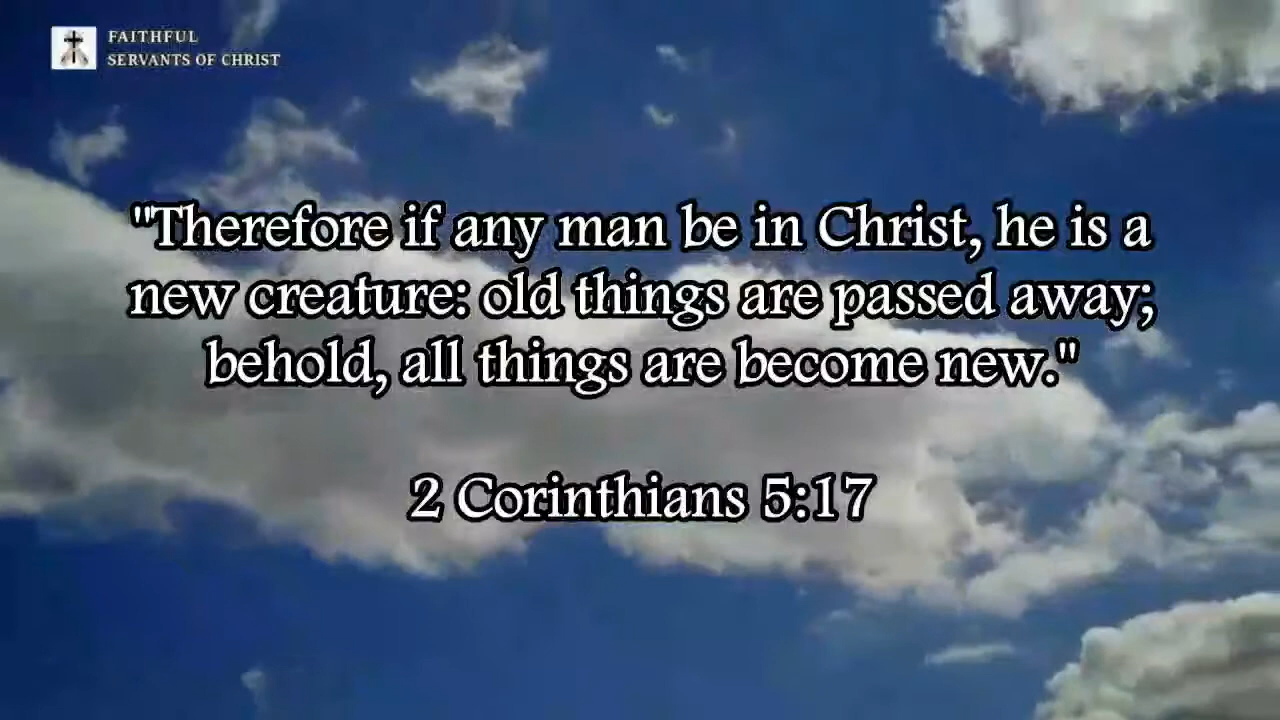 FAITHFUL
SERVANTS OF CHRIST
"Therefore if any man be in Christ, he is a
new creature: old things are passed away;
behold, all things are become new."
2 Corinthians 5:17